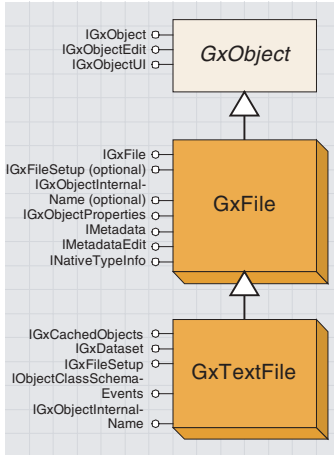 IGxObject
IGxObjectEdit
IGxObjectUI
GxObject
IGxFile
IGxFileSetup (optional)
IGxObjectInternal-
Name (optional)
IGxObjectProperties
IMetadata
IMetadataEdit
INativeTypeInfo
GxFile
IGxCachedObjects
IGxDataset
IGxFileSetup
IObjectClassSchema-
Events
IGxObjectInternal-
Name
GxTextFile